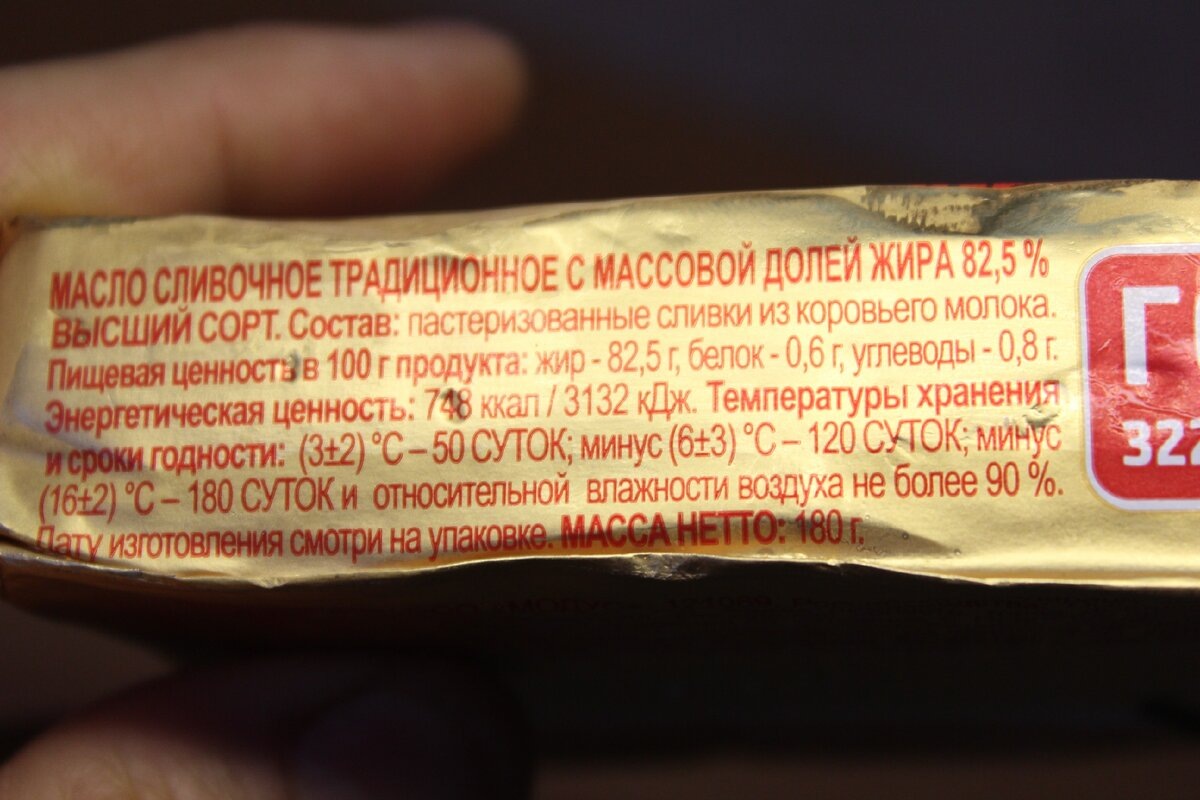 МАСЛО СЛИВОЧНОЕ ТРАДИЦИОННОЕ С МАССОВОЙ ДОЛЕЙ ЖИРА 82,5 %
ВЫСШИЙ СОРТ. Состав: пастеризованные сливки из коровьего молока.
Пищевая ценность в 100 г продукта: жир - 82,5 г, белок - 0,6 г, углеводы - 0,8 г.
Энергетическая ценность: 748 ккал / 3132 кДж. Температуры хранения
и сроки годности: (3±2) °С – 50 СУТОК; минус (6±3) °С – 120 СУТОК; минус
(16±2) °С – 180 СУТОК и относительной влажности воздуха не более 90 %.
Дату изготовления смотри на упаковке. МАССА НЕТТО: 180 г.
Г
322